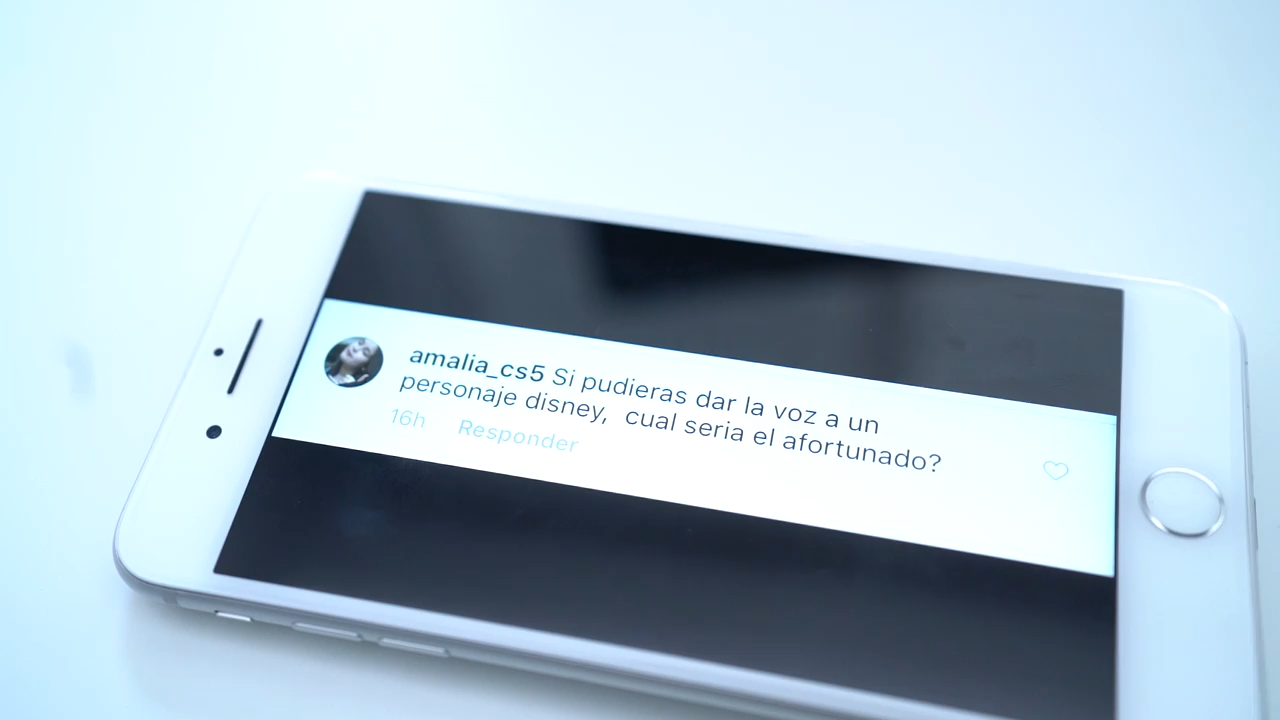 amalia_cs5 Si pudieras dar la voz a un
personaje disney, cual seria el afortunado?
16h Responder